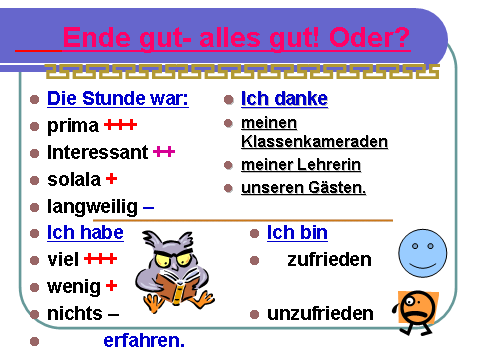 Ende gut- alles gut! Oder?
Die Stunde war:
prima +++
Interessant ++
solala +
langweilig –
Ich habe
viel +++
wenig +
nichts –
erfahren.
Ich danke
meinen
Klassenkameraden
meiner Lehrerin
unseren Gästen.
Ich bin
zufrieden
unzufrieden